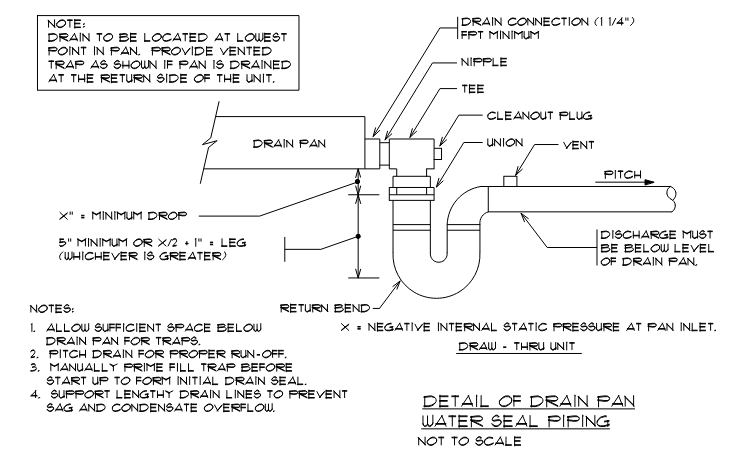 NOTE:
DRAIN TO BE LOCATED AT LOWEST
POINT IN PAN. PROVIDE VENTED
TRAP AS SHOWN IF PAN IS DRAINED
AT THE RETURN SIDE OF THE UNIT.
DRAIN CONNECTION (1 1/4")
FPT MINIMUM
NIPPLE
TEE
CLEANOUT PLUG
UNION
VENT
DRAIN PAN
PITCH
X" = MINIMUM DROP
5" MINIMUM OR X/2 + 1" = LEG
(WHICHEVER IS GREATER)
DISCHARGE MUST
BE BELOW LEVEL
OF DRAIN PAN.
RETURN BEND
X = NEGATIVE INTERNAL STATIC PRESSURE AT PAN INLET.
DRAW - THRU UNIT
NOTES:
1. ALLOW SUFFICIENT SPACE BELOW
DRAIN PAN FOR TRAPS.
2. PITCH DRAIN FOR PROPER RUN-OFF.
3. MANUALLY PRIME FILL TRAP BEFORE
START UP TO FORM INITIAL DRAIN SEAL.
4. SUPPORT LENGTHY DRAIN LINES TO PREVENT
SAG AND CONDENSATE OVERFLOW.
DETAIL OF DRAIN PAN
WATER SEAL PIPING
NOT TO SCALE